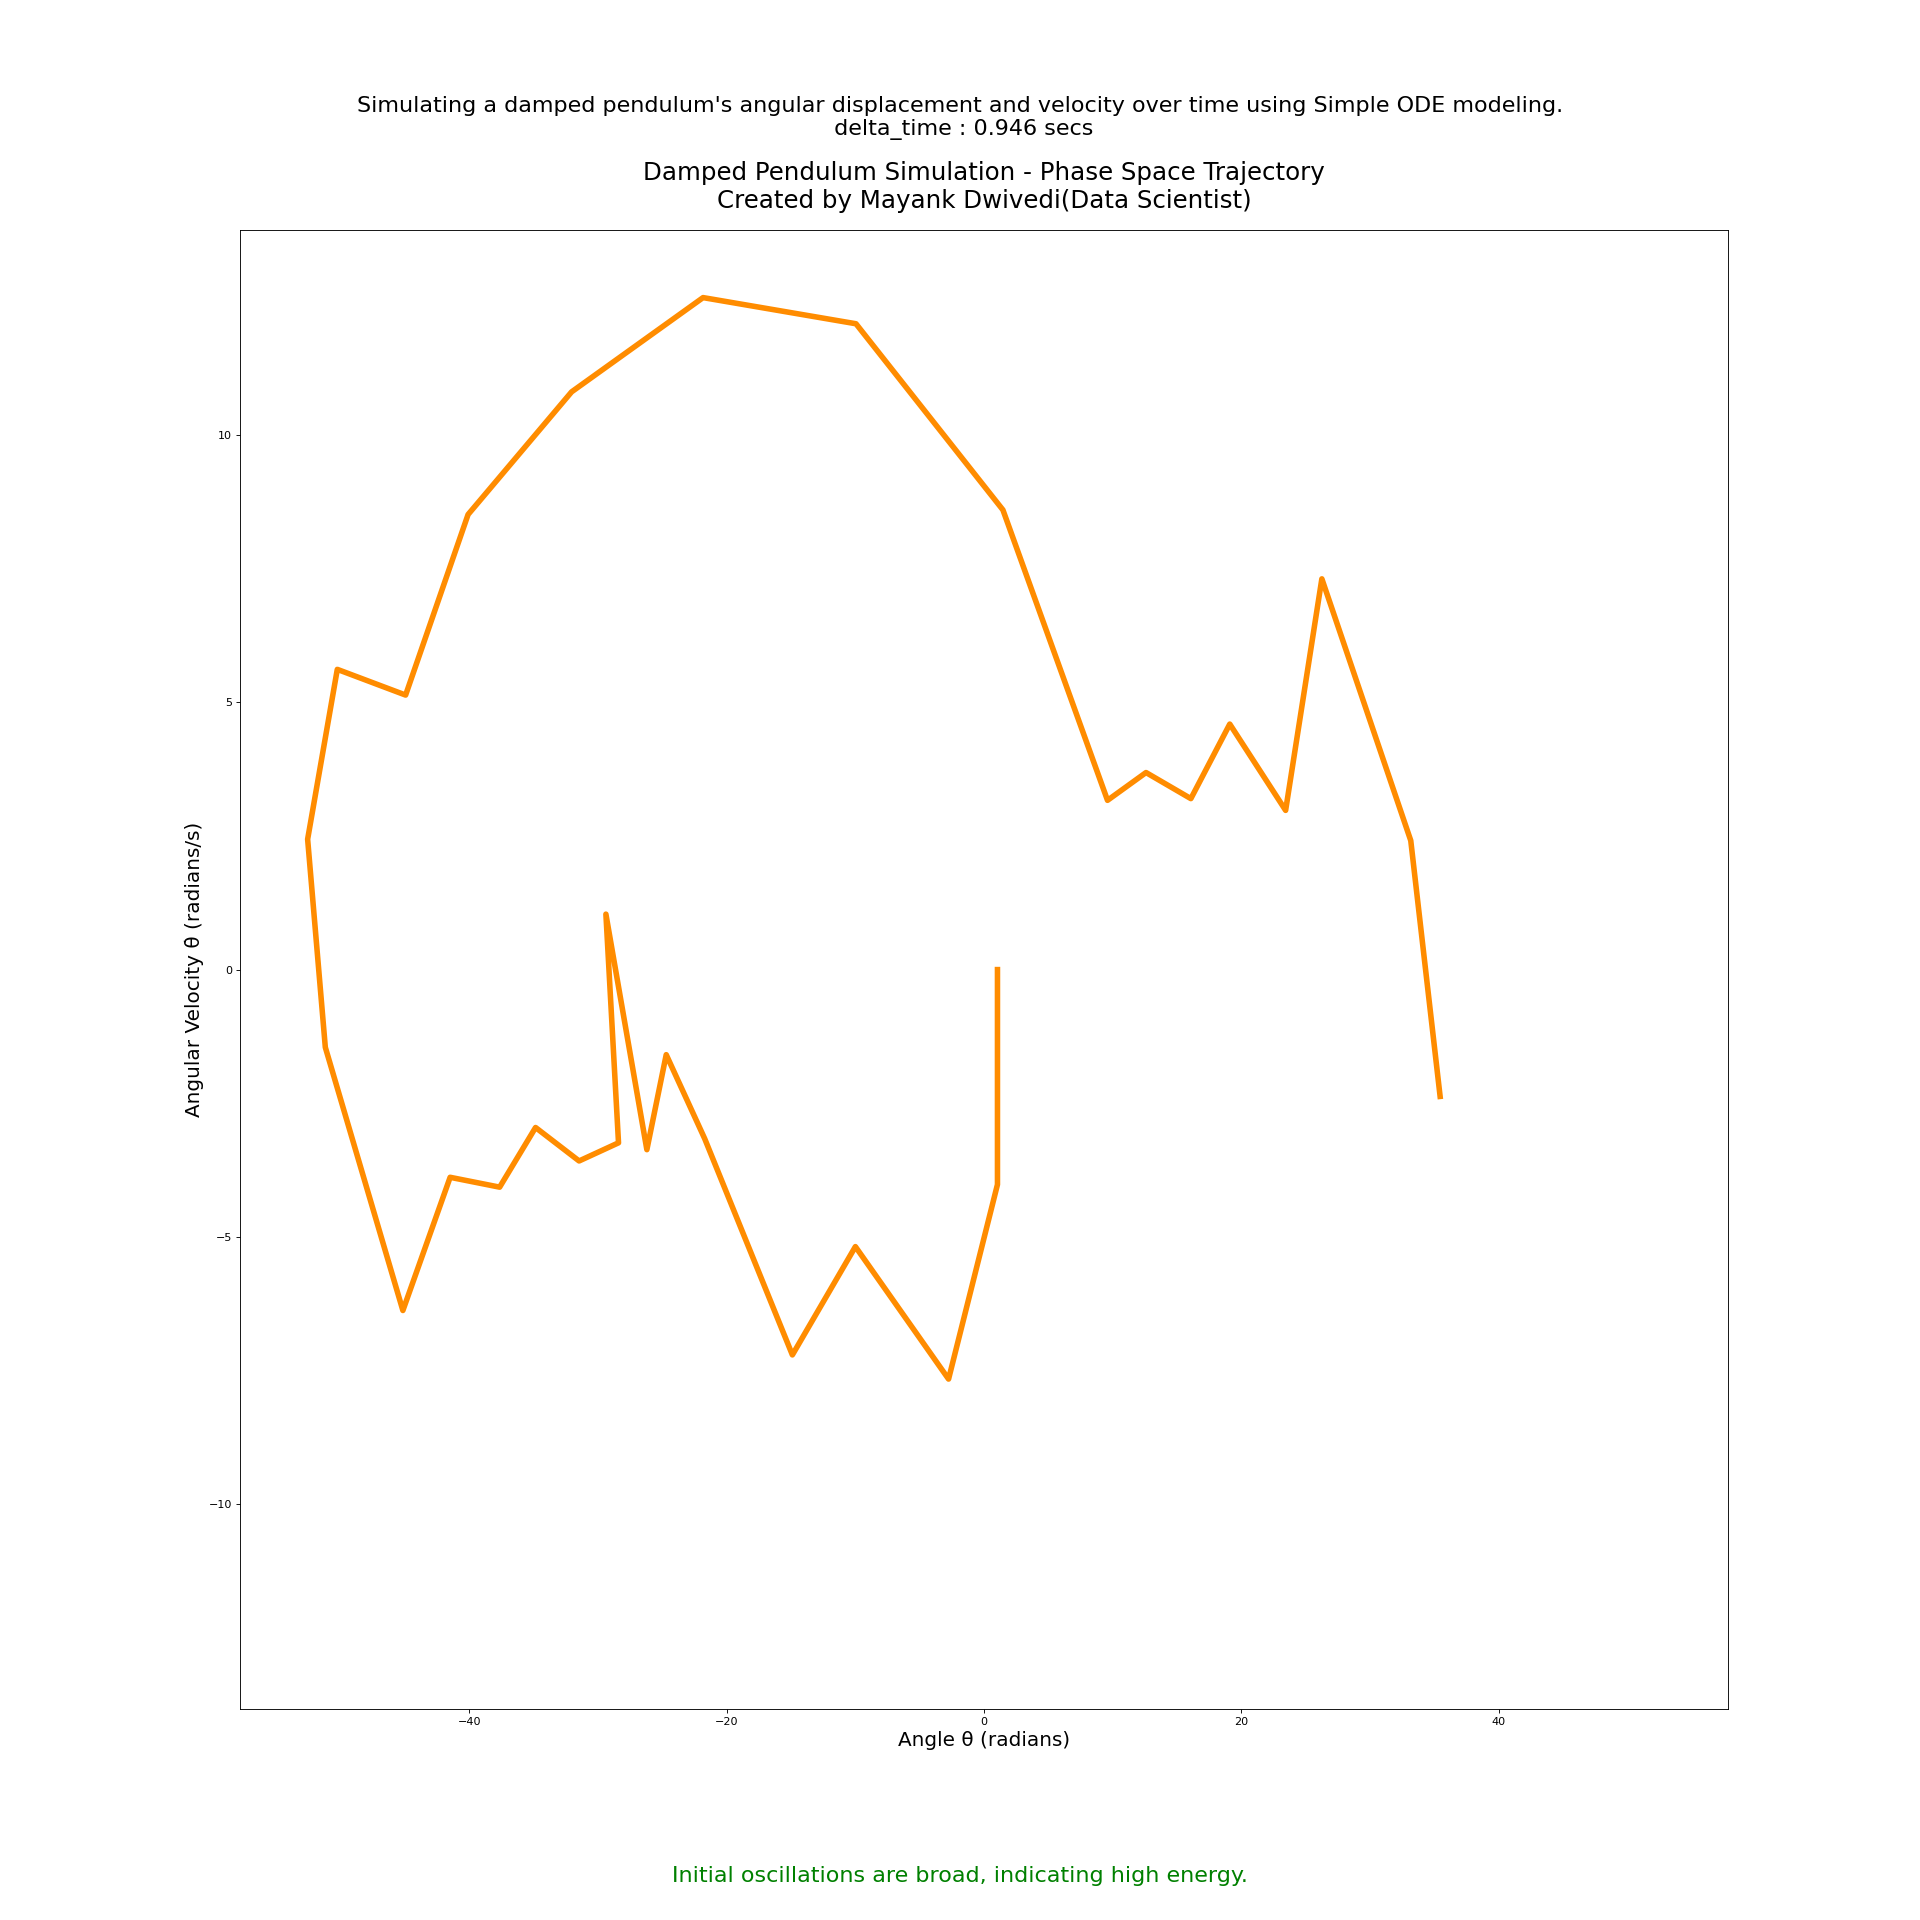 Simulating a damped pendulum's angular displacement and velocity over time using Simple ODE modeling.
delta_time : 0.946 secs
Damped Pendulum Simulation - Phase Space Trajectory
Created by Mayank Dwivedi(Data Scientist)
10
5
0
−5
−10
Angular Velocity θ (radians/s)
−40
−20
0
20
40
Angle θ (radians)
Initial oscillations are broad, indicating high energy.